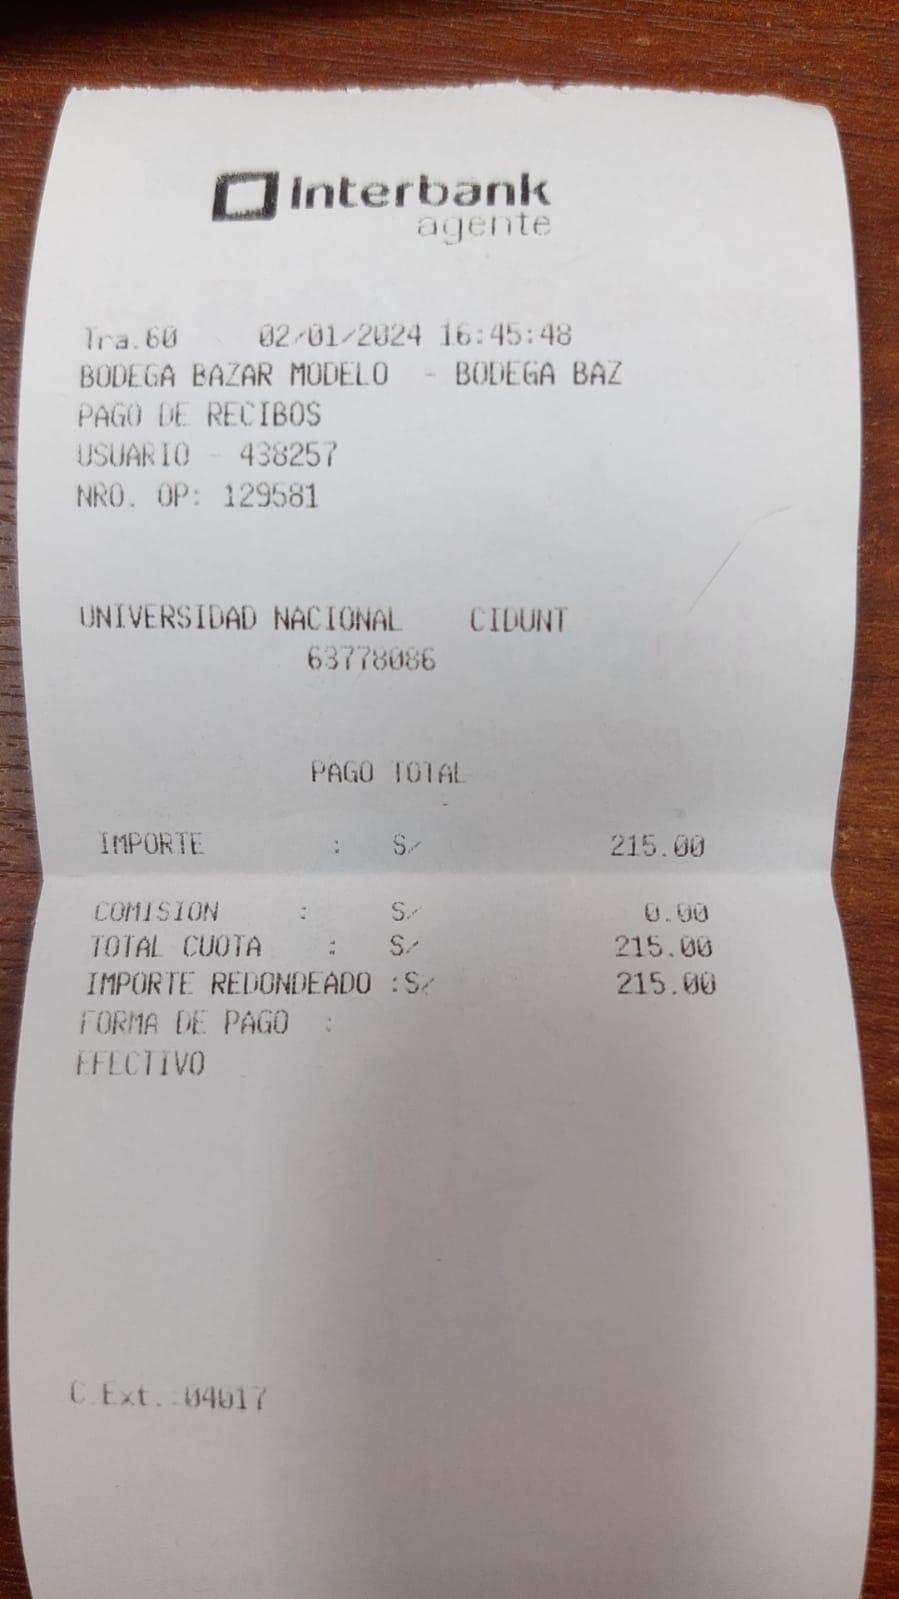 Interbank
agente
Tra.60 02/01/2024 16:45:48
BODEGA BAZAR MODELO - BODEGA BAZ
PAGO DE RECIBOS
USUARIO - 438257
NRO. OP: 129581
UNIVERSIDAD NACIONAL CIDUNT
63778086
PAGO TOTAL
IMPORTE : S/ 215.00
COMISION : S/ 0.00
TOTAL CUOTA : S/ 215.00
IMPORTE REDONDEADO :S/ 215.00
FORMA DE PAGO :
EFECTIVO
C.Ext.:04017